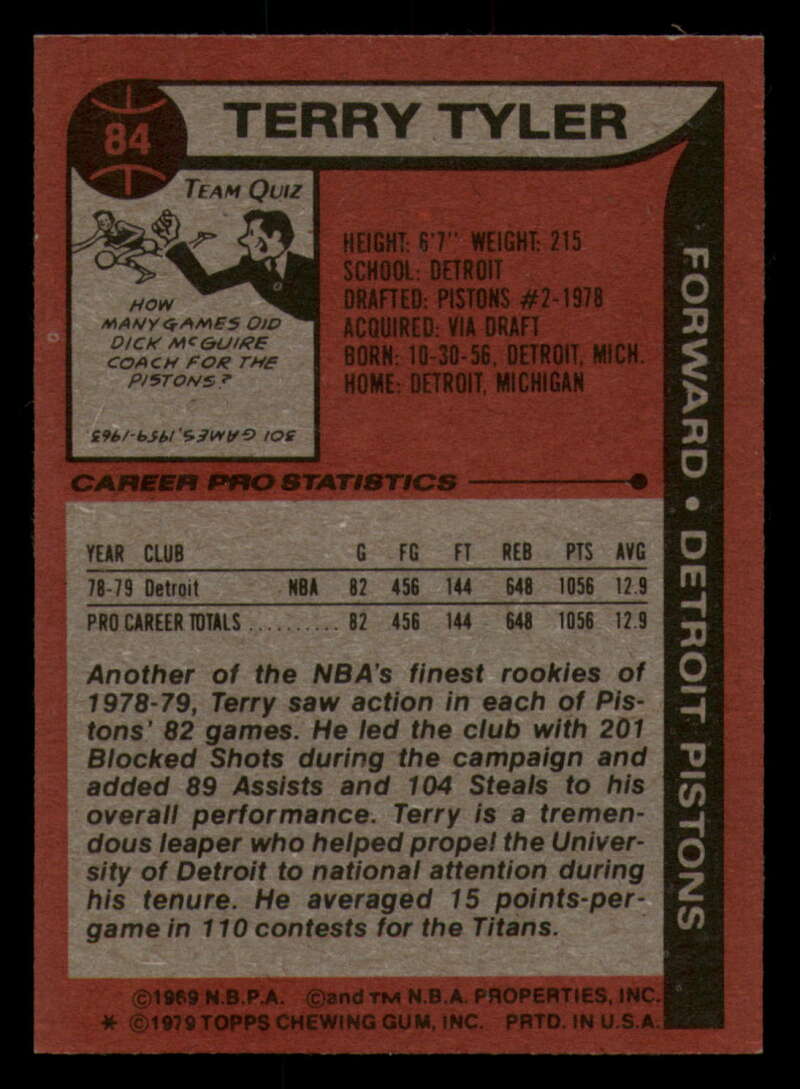 84
TERRY TYLER
TEAM QUIZ
HOW
MANY GAMES DID
DICK McGUIRE
COACH FOR THE
PISTONS?
301 GAMES, 1959-1963
HEIGHT: 6'7" WEIGHT: 215
SCHOOL: DETROIT
DRAFTED: PISTONS #2-1978
ACQUIRED: VIA DRAFT
BORN: 10-30-56, DETROIT, MICH.
HOME: DETROIT, MICHIGAN
FORWARD • DETROIT PISTONS
CAREER PRO STATISTICS
YEAR CLUB G FG FT REB PTS AVG
78-79 Detroit NBA 82 456 144 648 1056 12.9
PRO CAREER TOTALS .......... 82 456 144 648 1056 12.9
Another of the NBA's finest rookies of
1978-79, Terry saw action in each of Pis-
tons' 82 games. He led the club with 201
Blocked Shots during the campaign and
added 89 Assists and 104 Steals to his
overall performance. Terry is a tremen-
dous leaper who helped propel the Univer-
sity of Detroit to national attention during
his tenure. He averaged 15 points-per-
game in 110 contests for the Titans.
©1969 N.B.P.A. ©and TM N.B.A. PROPERTIES, INC.
* ©1979 TOPPS CHEWING GUM, INC. PRTD. IN U.S.A.